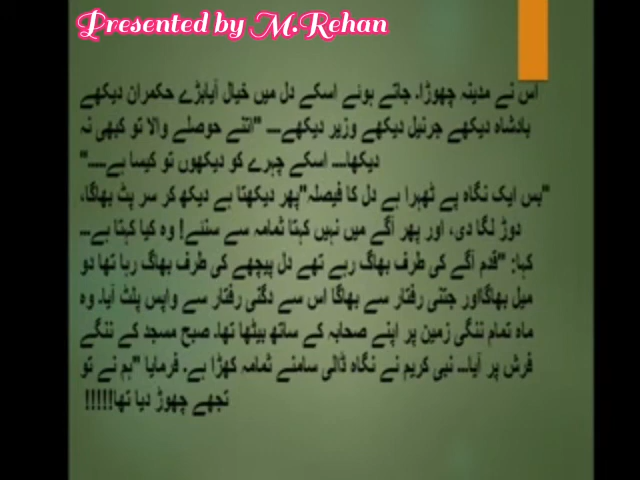 Presented by M.Rehan
اس نے مدینہ چھوڑا۔ جاتے ہوئے اسکے دل میں خیال آیابڑے حکمران دیکھے
بادشاہ دیکھے جرنیل دیکھے وزیر دیکھے۔۔۔ "اتنے حوصلے والا تو کبھی نہ
دیکھا۔۔۔ اسکے چہرے کو دیکھوں تو کیسا ہے۔۔۔۔"
"بس ایک نگاہ پے ٹھہرا ہے دل کا فیصلہ"پھر دیکھتا ہے دیکھ کر سر پٹ بھاگا،
دوڑ لگا دی، اور پھر آگے میں نہیں کہتا ثمامہ سے سنئے! وہ کیا کہتا ہے۔۔۔
کہا: "قدم آگے کی طرف بھاگ رہے تھے دل پیچھے کی طرف بھاگ رہا تھا دو
میل بھاگااور جتنی رفتار سے بھاگا اس سے دگنی رفتار سے واپس پلٹ آیا۔ وہ
ماہ تمام ننگی زمین پر اپنے صحابہ کے ساتھ بیٹھا تھا۔ صبح مسجد کے ننگے
فرش پر آیا۔۔۔ نبی کریم نے نگاہ ڈالی سامنے ثمامہ کھڑا ہے۔ فرمایا "ہم نے تو
تجھے چھوڑ دیا تھا!!!!!